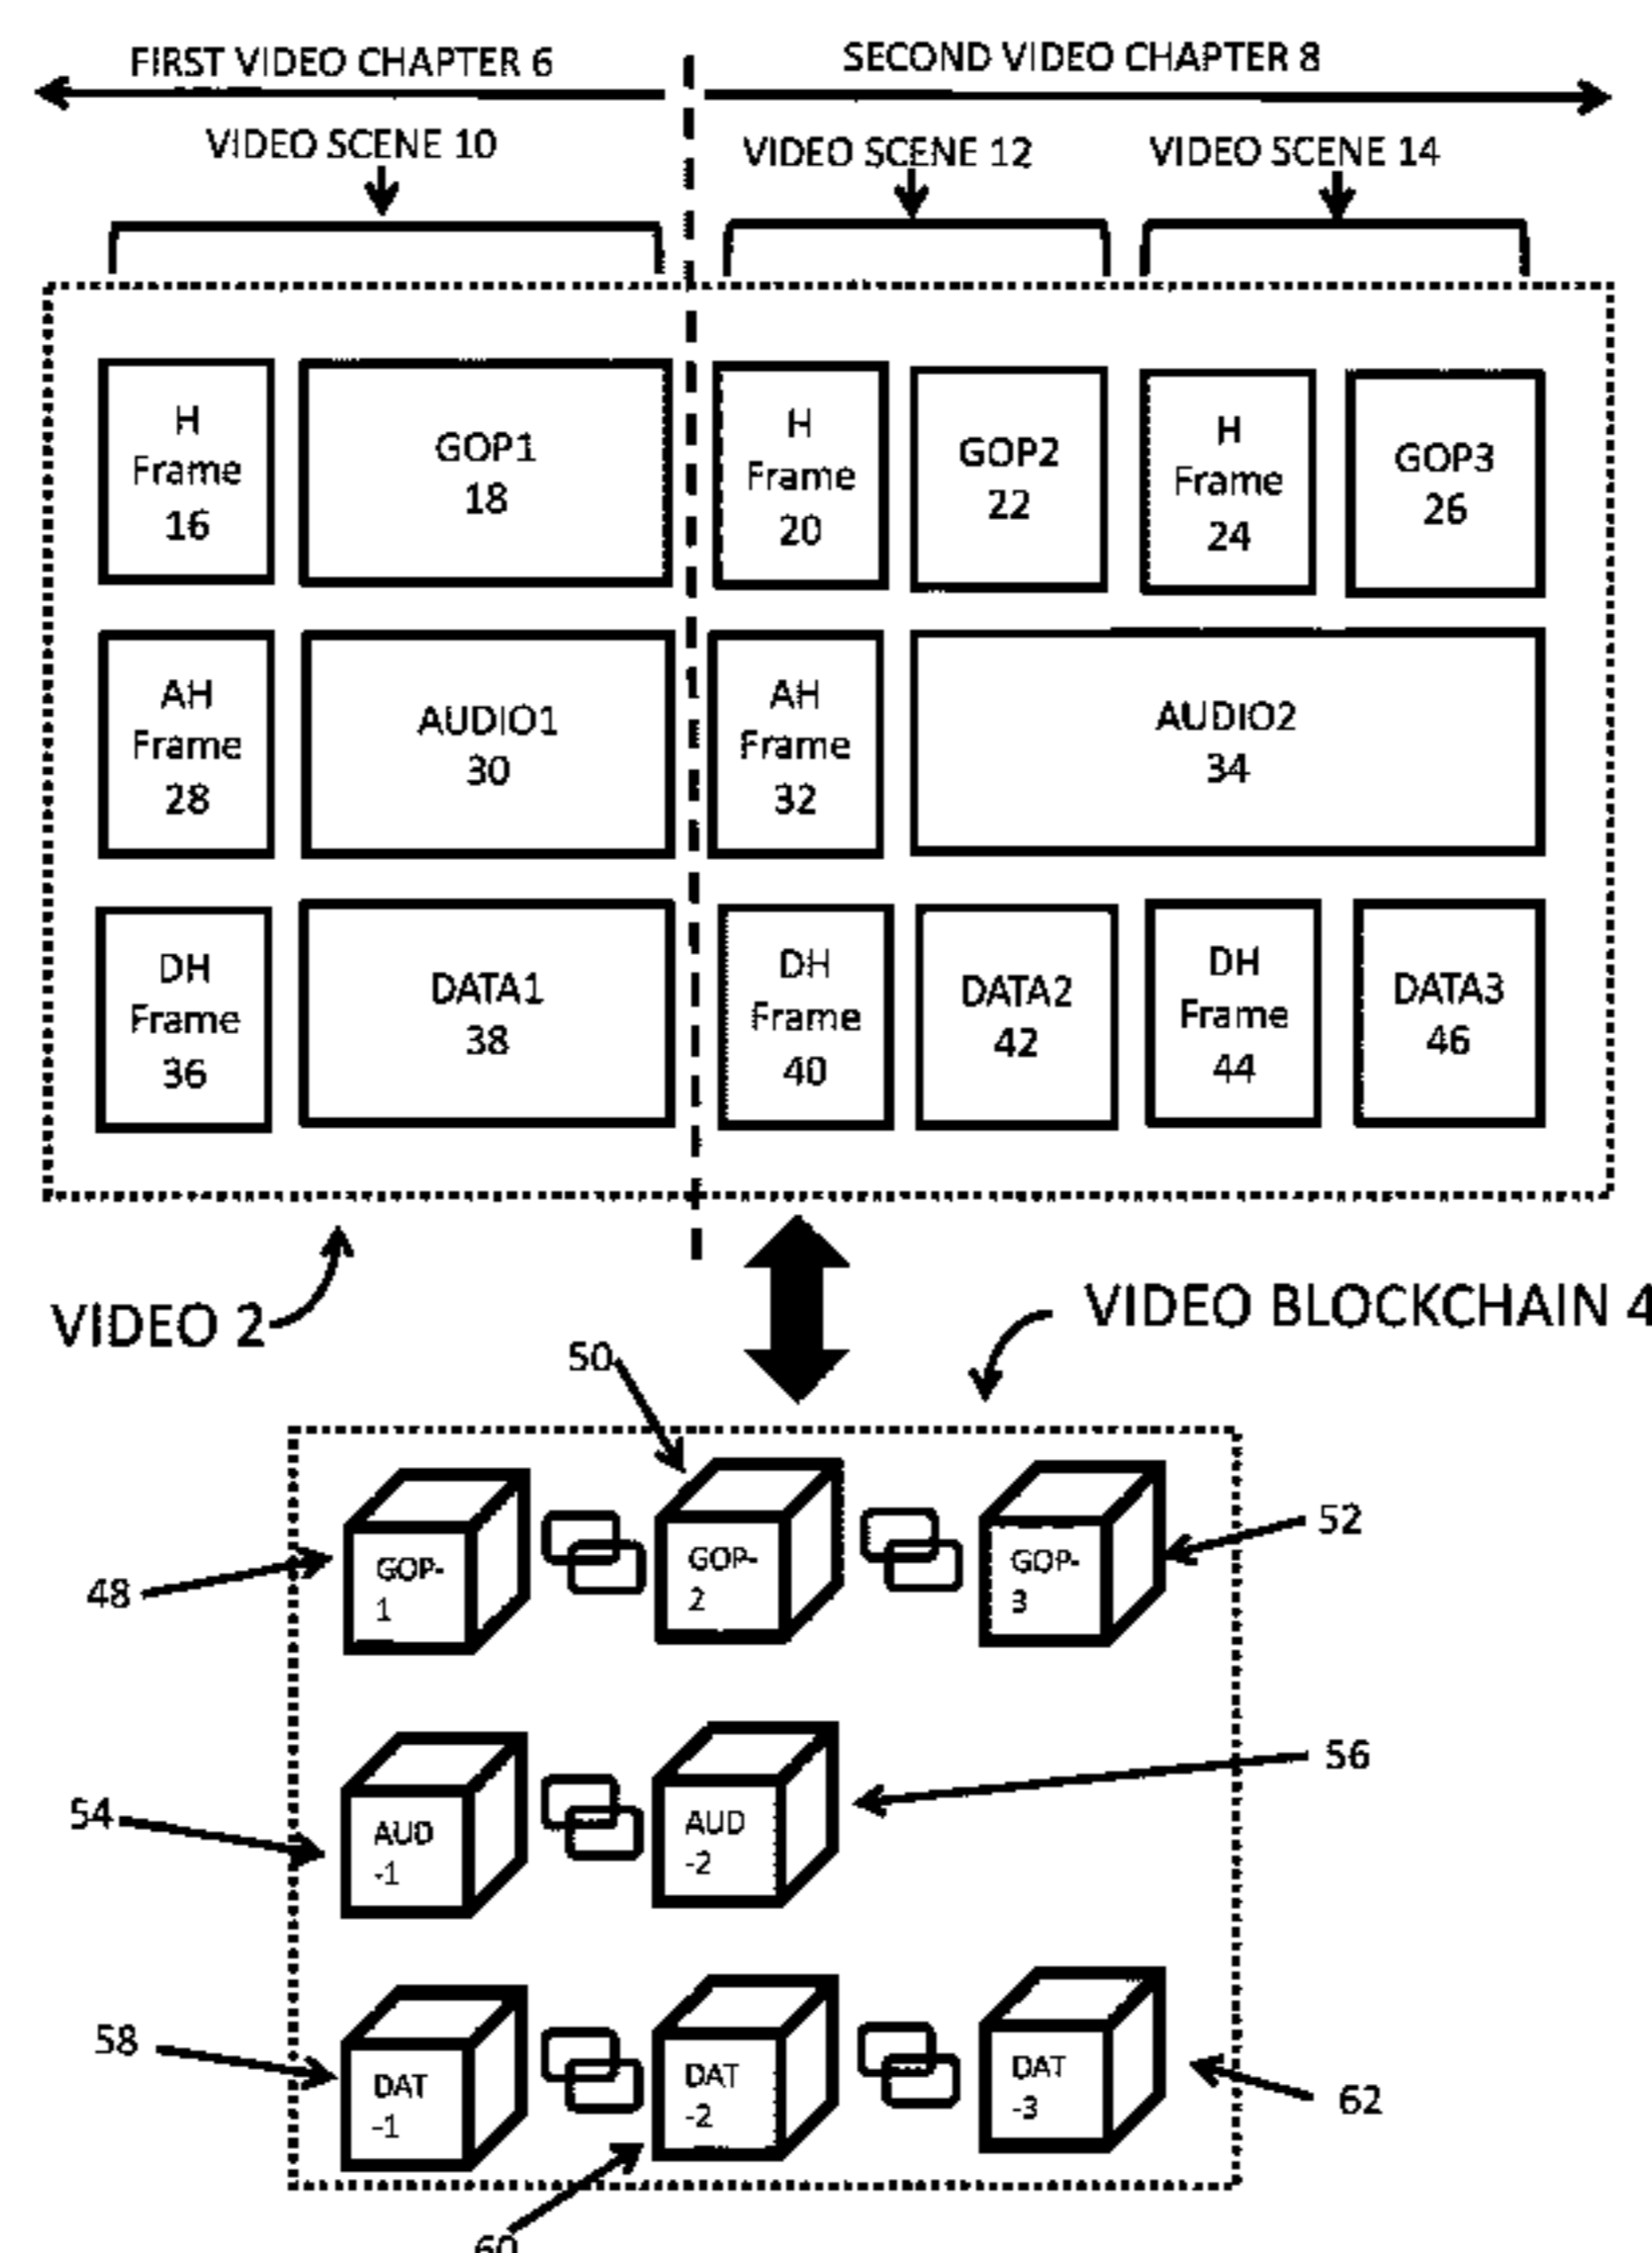 FIRST VIDEO CHAPTER 6
SECOND VIDEO CHAPTER 8
VIDEO SCENE 10
VIDEO SCENE 12
VIDEO SCENE 14
H
Frame
16
GOP1
18
H
Frame
20
GOP2
22
H
Frame
24
GOP3
26
AH
Frame
28
AUDIO1
30
AH
Frame
32
AUDIO2
34
DH
Frame
36
DATA1
38
DH
Frame
40
DATA2
42
DH
Frame
44
DATA3
46
VIDEO 2
VIDEO BLOCKCHAIN 4
50
GOP-
1
GOP-
2
GOP-
3
52
48
56
54
AUD
-1
AUD
-2
58
DAT
-1
DAT
-2
DAT
-3
62
60